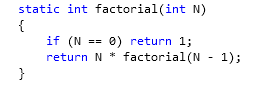 static int factorial(int N)
{
    if (N == 0) return 1;
    return N * factorial(N - 1);
}